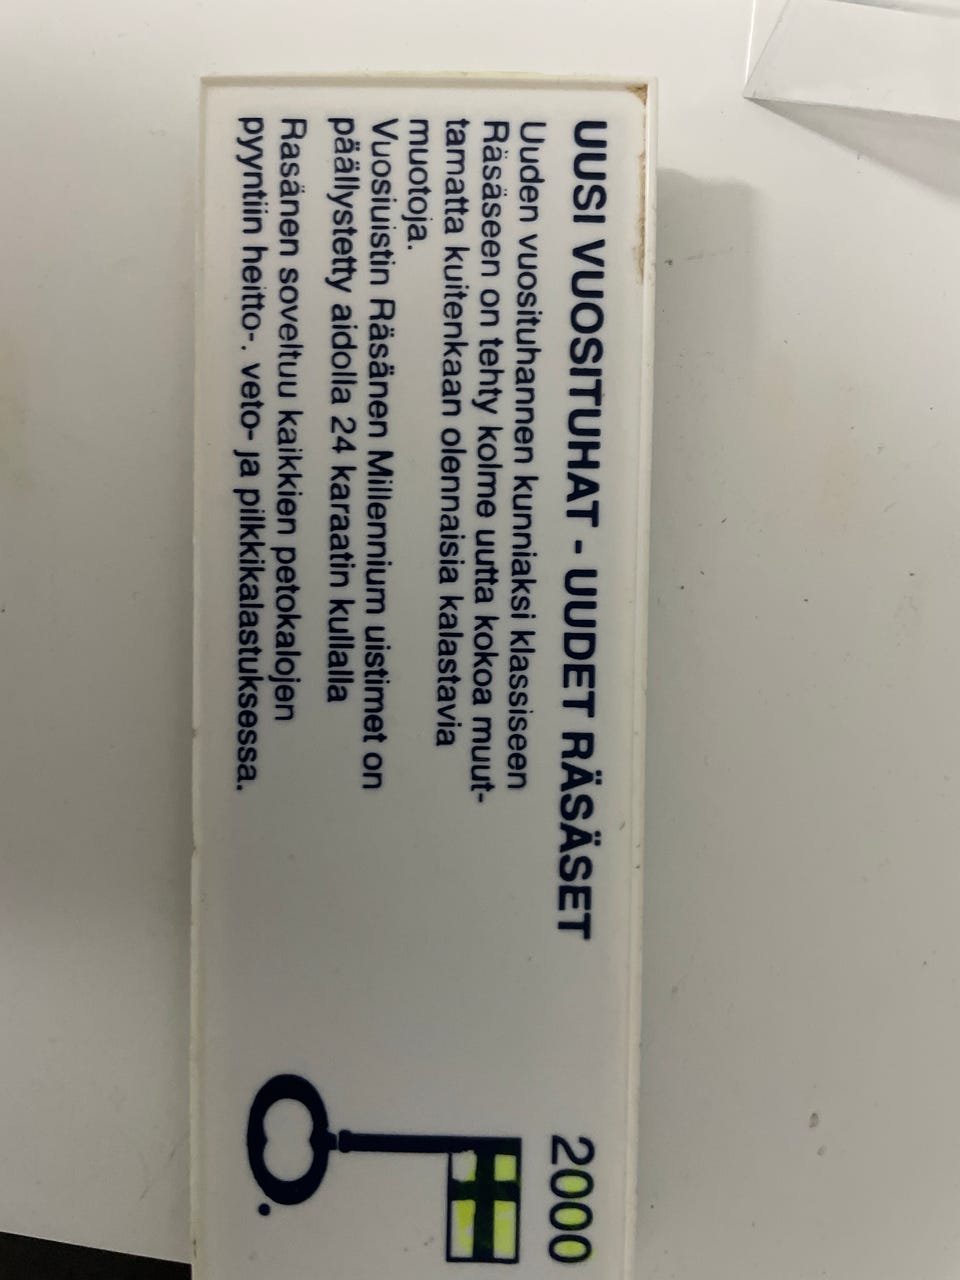 UUSI VUOSITUHAT - UUDET RÄSÄSET
Uuden vuosituhannen kunniaksi klassiseen
Räsäseen on tehty kolme uutta kokoa muut-
tamatta kuitenkaan olennaisia kalastavia
muotoja.
Vuosiuistin Räsänen Millennium uistimet on
päällystetty aidolla 24 karaatin kullalla
Rasänen soveltuu kaikkien petokalojen
pyyntiin heitto-, veto- ja pilkkikalastuksessa.
2000